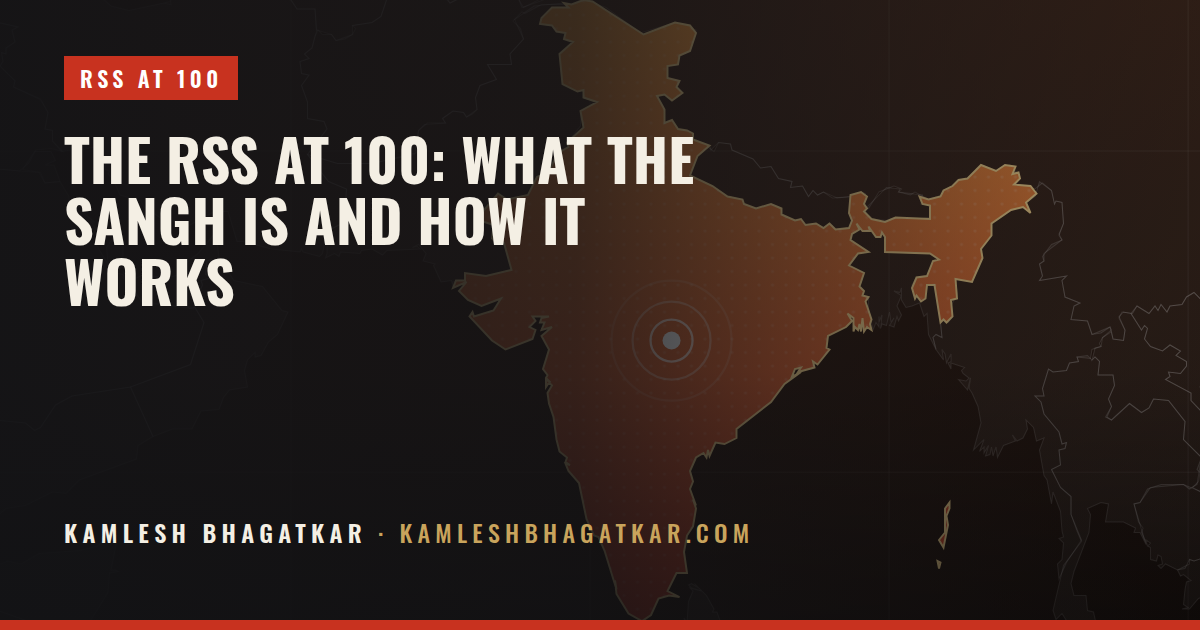 RSS AT 100
THE RSS AT 100: WHAT THE
SANGH IS AND HOW IT
WORKS
KAMLESH BHAGATKAR · KAMLESHBHAGATKAR.COM